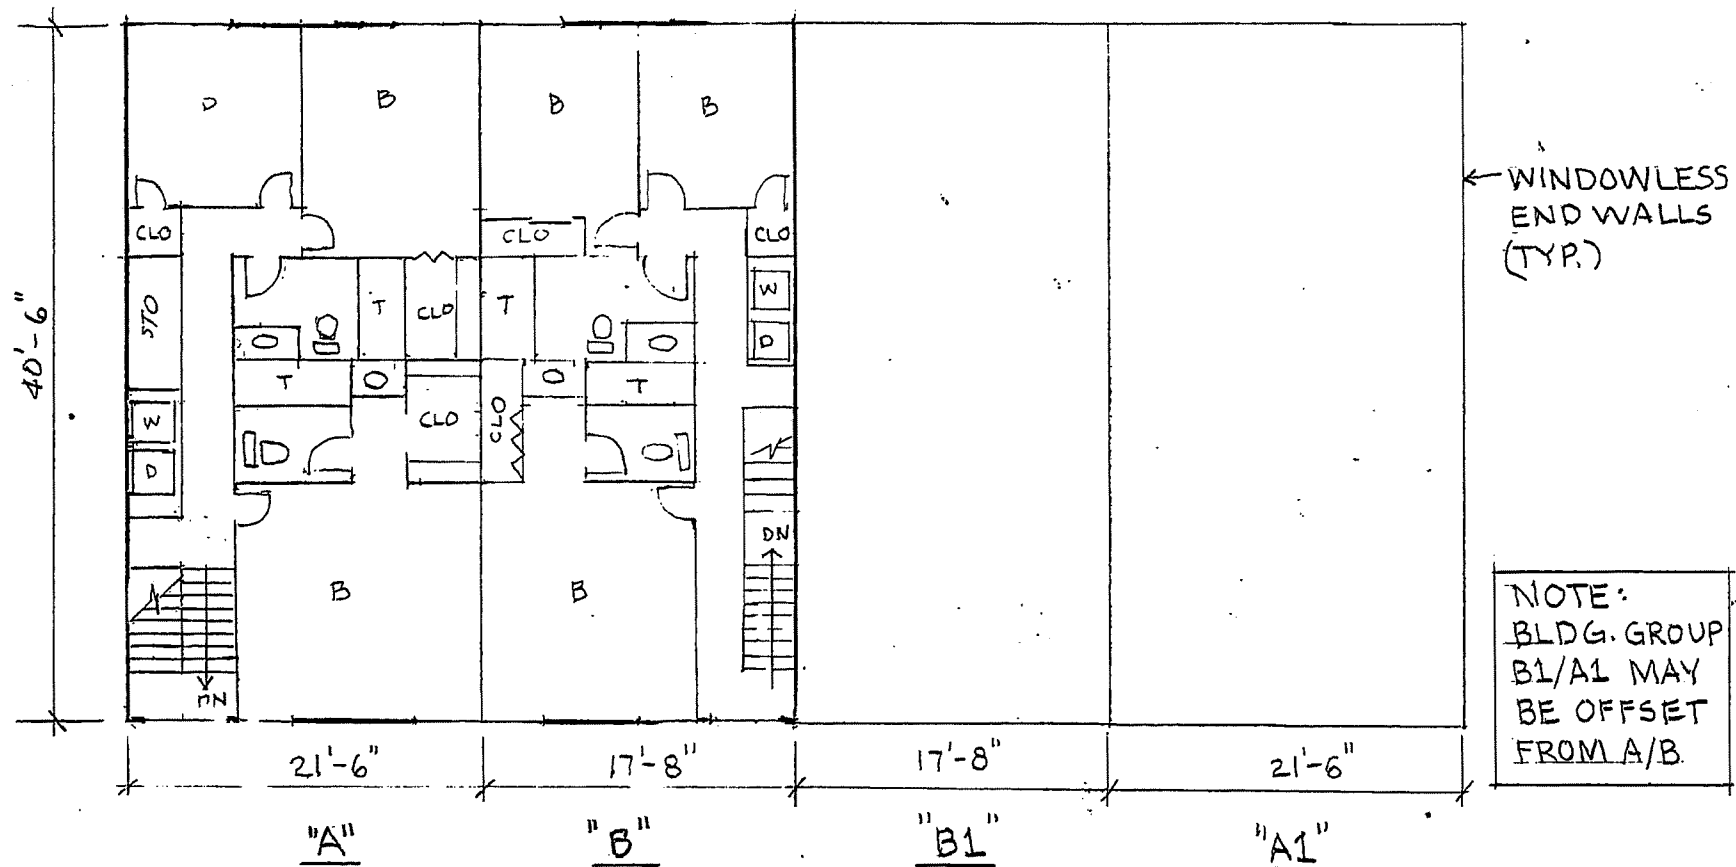 D B B B
CLO CLO CLO
STO T CLO T W
D
T T
W CLO CLO
D
DN
B B
DN
40'-6"
WINDOWLESS
END WALLS
(TYP.)
NOTE:
BLDG. GROUP
B1/A1 MAY
BE OFFSET
FROM A/B.
21'-6" 17'-8" 17'-8" 21'-6"
"A" "B" "B1" "A1"